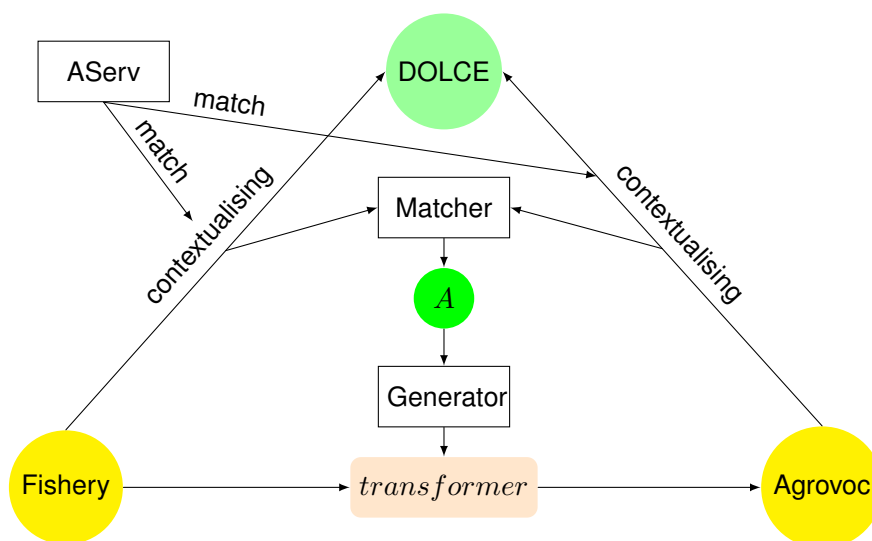 AServ
DOLCE
match
match
contextualising
contextualising
Matcher
A
Generator
Fishery
transformer
Agrovoc